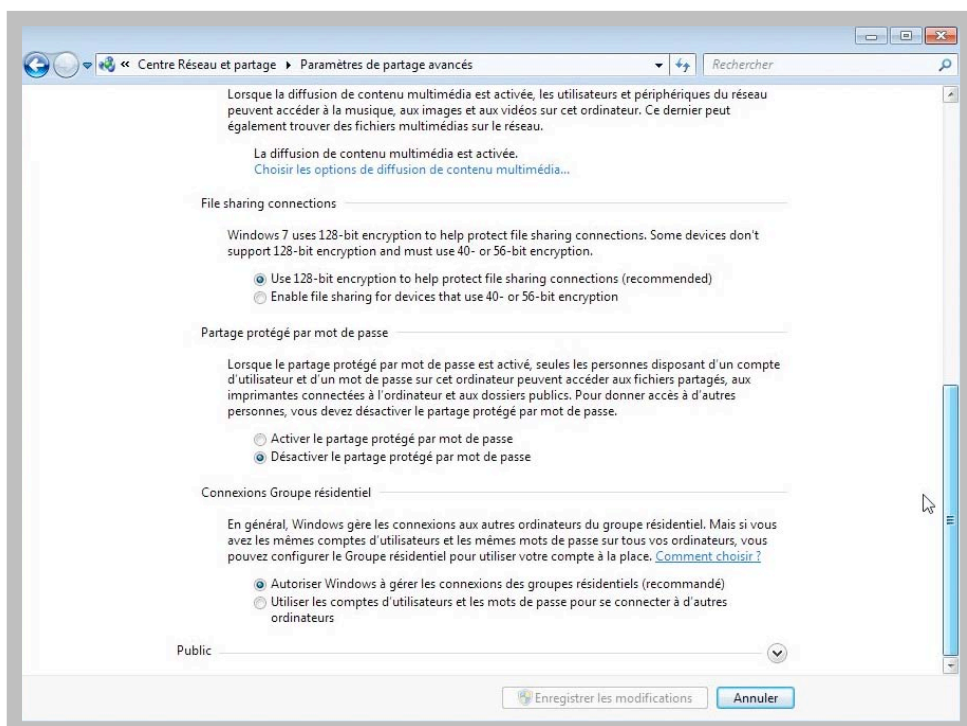 « Centre Réseau et partage ▸ Paramètres de partage avancés
Rechercher
Lorsque la diffusion de contenu multimédia est activée, les utilisateurs et périphériques du réseau
peuvent accéder à la musique, aux images et aux vidéos sur cet ordinateur. Ce dernier peut
également trouver des fichiers multimédias sur le réseau.
La diffusion de contenu multimédia est activée.
Choisir les options de diffusion de contenu multimédia...
File sharing connections
Windows 7 uses 128-bit encryption to help protect file sharing connections. Some devices don't
support 128-bit encryption and must use 40- or 56-bit encryption.
Use 128-bit encryption to help protect file sharing connections (recommended)
Enable file sharing for devices that use 40- or 56-bit encryption
Partage protégé par mot de passe
Lorsque le partage protégé par mot de passe est activé, seules les personnes disposant d'un compte
d'utilisateur et d'un mot de passe sur cet ordinateur peuvent accéder aux fichiers partagés, aux
imprimantes connectées à l'ordinateur et aux dossiers publics. Pour donner accès à d'autres
personnes, vous devez désactiver le partage protégé par mot de passe.
Activer le partage protégé par mot de passe
Désactiver le partage protégé par mot de passe
Connexions Groupe résidentiel
En général, Windows gère les connexions aux autres ordinateurs du groupe résidentiel. Mais si vous
avez les mêmes comptes d'utilisateurs et les mêmes mots de passe sur tous vos ordinateurs, vous
pouvez configurer le Groupe résidentiel pour utiliser votre compte à la place. Comment choisir ?
Autoriser Windows à gérer les connexions des groupes résidentiels (recommandé)
Utiliser les comptes d'utilisateurs et les mots de passe pour se connecter à d'autres
ordinateurs
Public
Enregistrer les modifications
Annuler